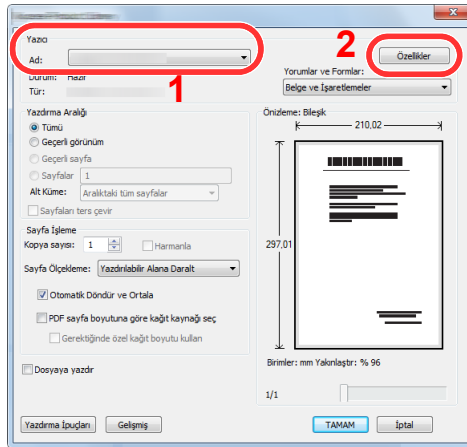 Yazıcı
Ad:
1
2
Özellikler
Durum: Hazır
Tür:
Yorumlar ve Formlar:
Belge ve İşaretlemeler
Yazdırma Aralığı
Tümü
Geçerli görünüm
Geçerli sayfa
Sayfalar 1
Alt Küme: Aralıktaki tüm sayfalar
Sayfaları ters çevir
Sayfa İşleme
Kopya sayısı: 1 Harmanla
Sayfa Ölçekleme: Yazdırılabilir Alana Daralt
Otomatik Döndür ve Ortala
PDF sayfa boyutuna göre kağıt kaynağı seç
Gerektiğinde özel kağıt boyutu kullan
Dosyaya yazdır
Önizleme: Bileşik
210,02
297,01
Birimler: mm Yakınlaştır: % 96
1/1
Yazdırma İpuçları Gelişmiş TAMAM İptal